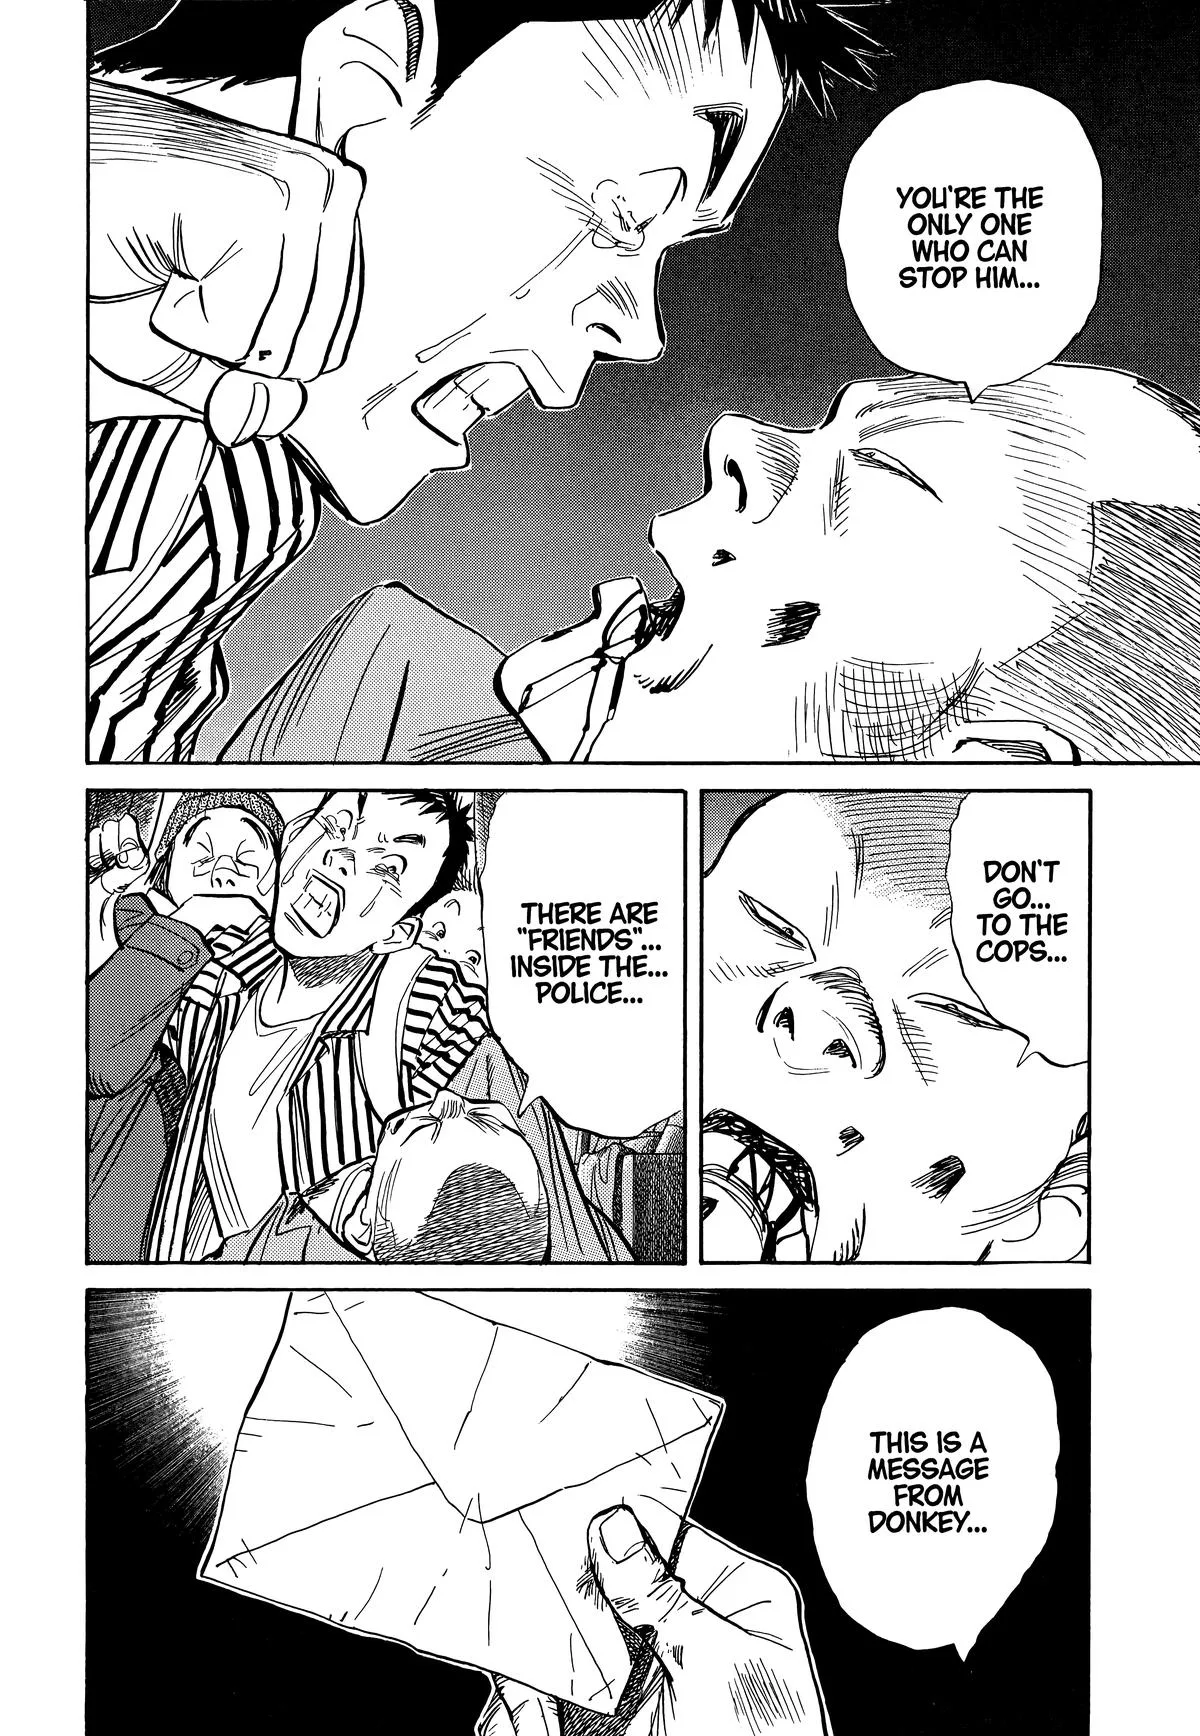 YOU'RE THE
ONLY ONE
WHO CAN
STOP HIM...
DON'T
GO...
TO THE
COPS...
THERE ARE
"FRIENDS"...
INSIDE THE...
POLICE...
THIS IS A
MESSAGE
FROM
DONKEY...